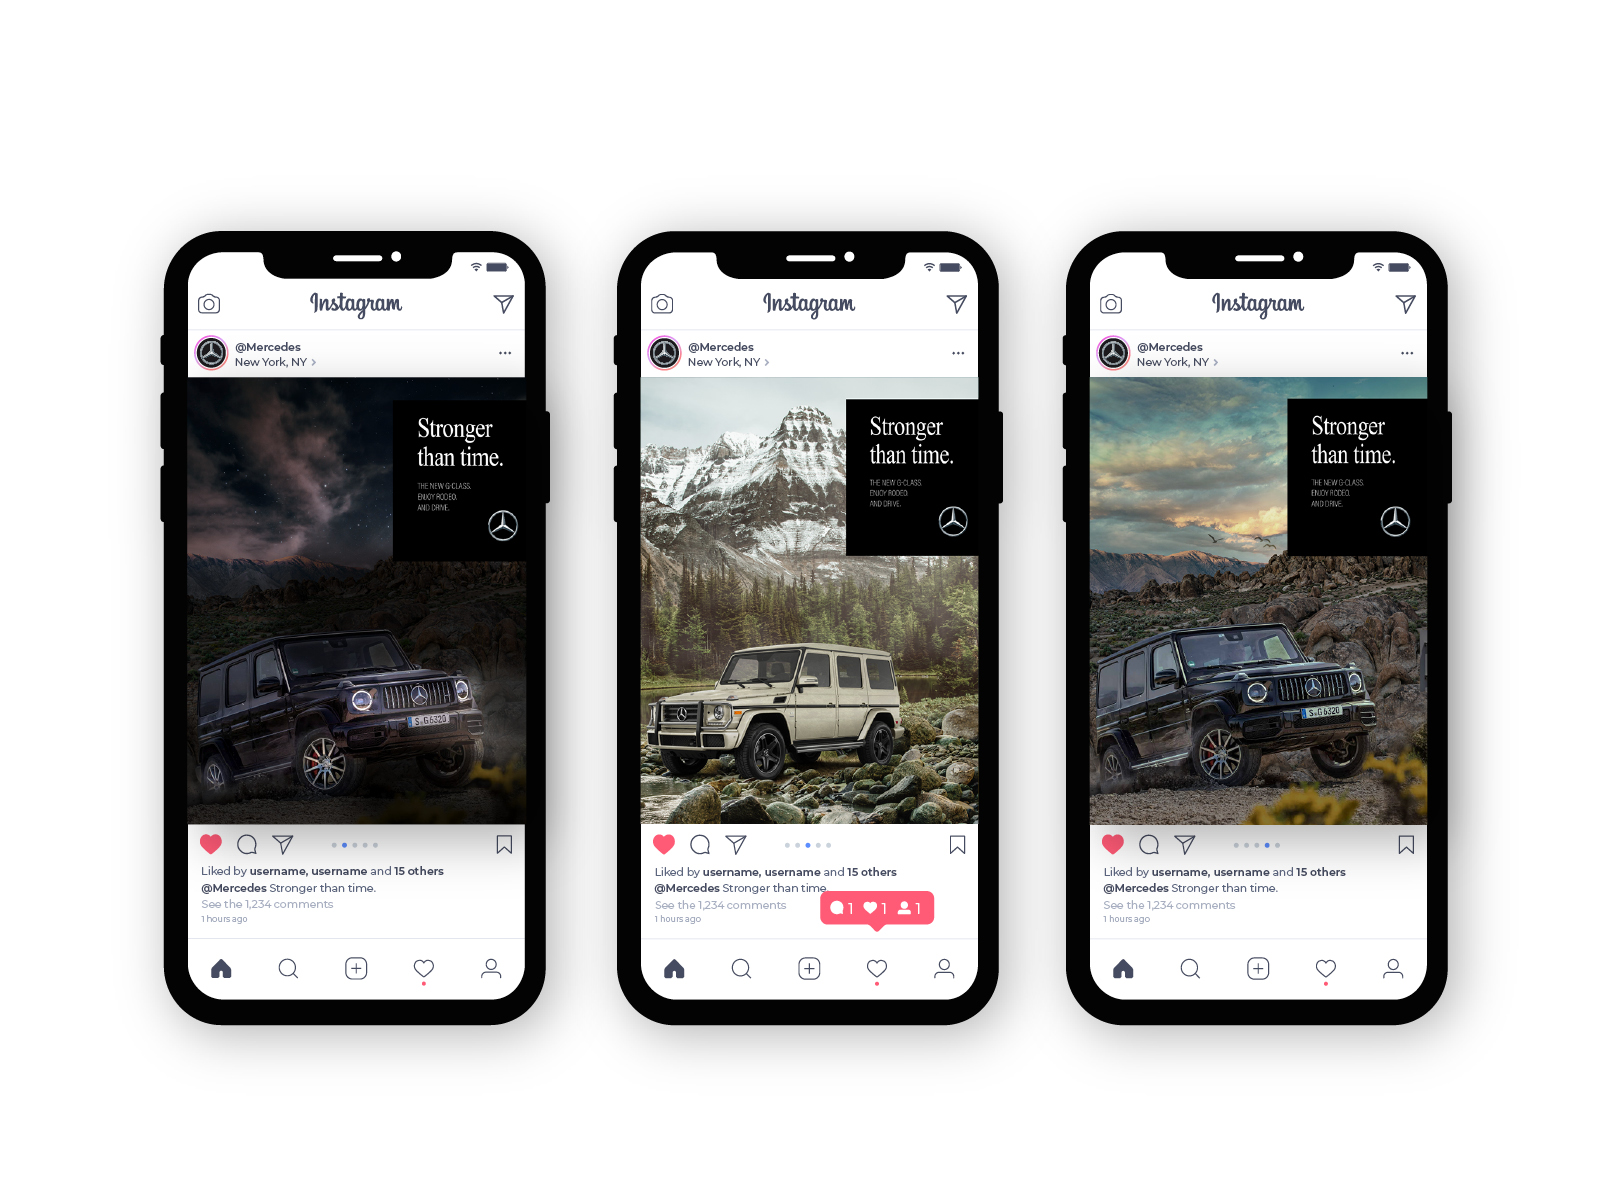 Instagram
@Mercedes
New York, NY >
Stronger
than time.
THE NEW G-CLASS.
ENJOY RODEO.
AND DRIVE.
S G 6320
Liked by username, username and 15 others
@Mercedes Stronger than time.
See the 1,234 comments
1 hours ago
Instagram
@Mercedes
New York, NY >
Stronger
than time.
THE NEW G-CLASS.
ENJOY RODEO.
AND DRIVE.
Liked by username, username and 15 others
@Mercedes Stronger than time.
See the 1,234 comments
1 1 1
1 hours ago
Instagram
@Mercedes
New York, NY >
Stronger
than time.
THE NEW G-CLASS.
ENJOY RODEO.
AND DRIVE.
S G 6320
Liked by username, username and 15 others
@Mercedes Stronger than time.
See the 1,234 comments
1 hours ago